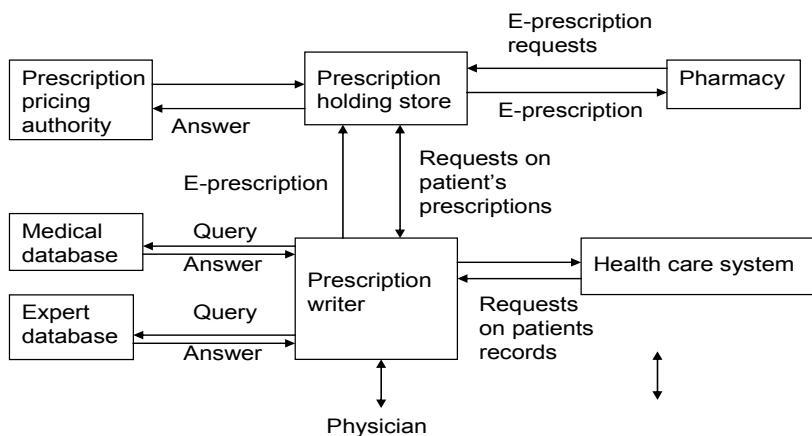 E-prescription
requests
Prescription
pricing
authority
Answer
Prescription
holding store
Pharmacy
E-prescription
E-prescription
Requests on
patient's
prescriptions
Medical
database
Query
Answer
Expert
database
Query
Answer
Prescription
writer
Health care system
Requests
on patients
records
Physician